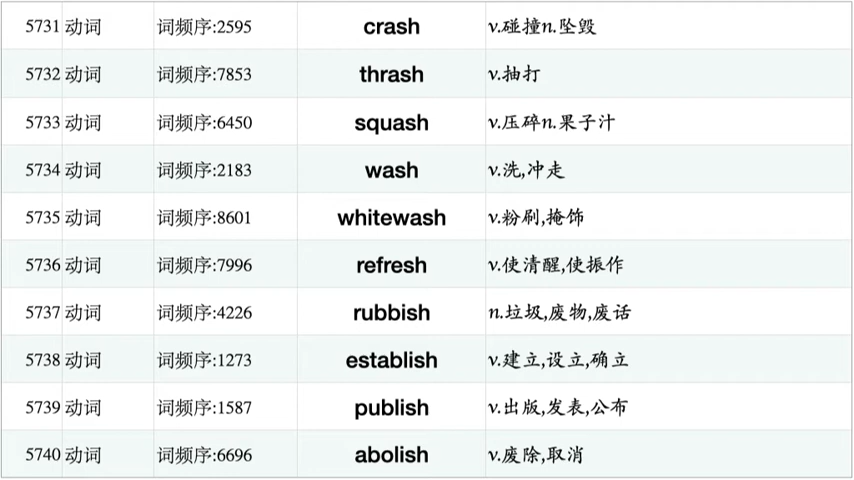 5731 动词 词频序:2595 crash v.碰撞n.坠毁
5732 动词 词频序:7853 thrash v.抽打
5733 动词 词频序:6450 squash v.压碎n.果子汁
5734 动词 词频序:2183 wash v.洗,冲走
5735 动词 词频序:8601 whitewash v.粉刷,掩饰
5736 动词 词频序:7996 refresh v.使清醒,使振作
5737 动词 词频序:4226 rubbish n.垃圾,废物,废话
5738 动词 词频序:1273 establish v.建立,设立,确立
5739 动词 词频序:1587 publish v.出版,发表,公布
5740 动词 词频序:6696 abolish v.废除,取消